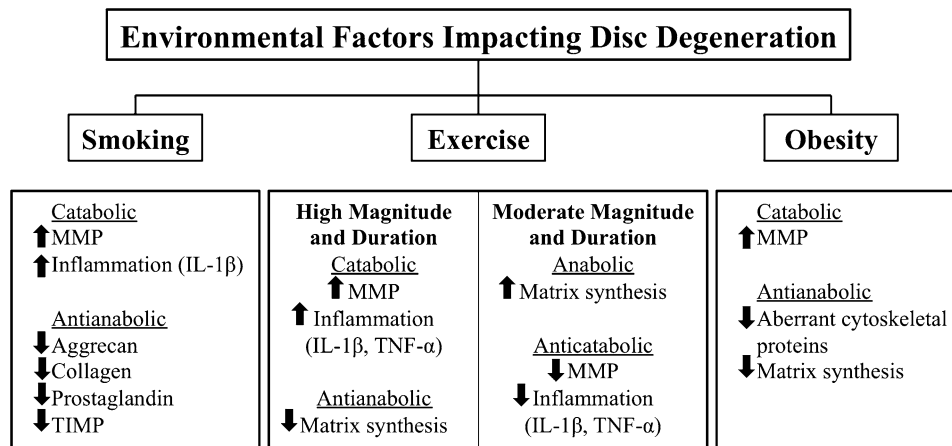 Environmental Factors Impacting Disc Degeneration
Smoking
Exercise
Obesity
Catabolic
↑ MMP
↑ Inflammation (IL-1β)
Antianabolic
↓ Aggrecan
↓ Collagen
↓ Prostaglandin
↓ TIMP
High Magnitude
and Duration
Catabolic
↑ MMP
↑ Inflammation
(IL-1β, TNF-α)
Antianabolic
↓ Matrix synthesis
Moderate Magnitude
and Duration
Anabolic
↑ Matrix synthesis
Anticatabolic
↓ MMP
↓ Inflammation
(IL-1β, TNF-α)
Catabolic
↑ MMP
Antianabolic
↓ Aberrant cytoskeletal
proteins
↓ Matrix synthesis